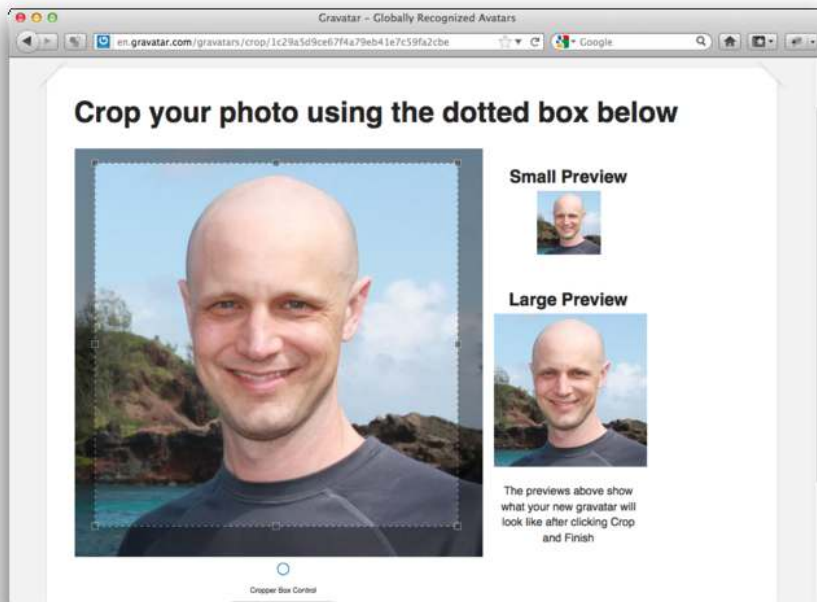 Gravatar - Globally Recognized Avatars
en.gravatar.com/gravatars/crop/1c29a5d9ce67f4a79eb41e7c59fa2cbe
Google
Crop your photo using the dotted box below
Small Preview
Large Preview
The previews above show
what your new gravatar will
look like after clicking Crop
and Finish
Cropper Box Control